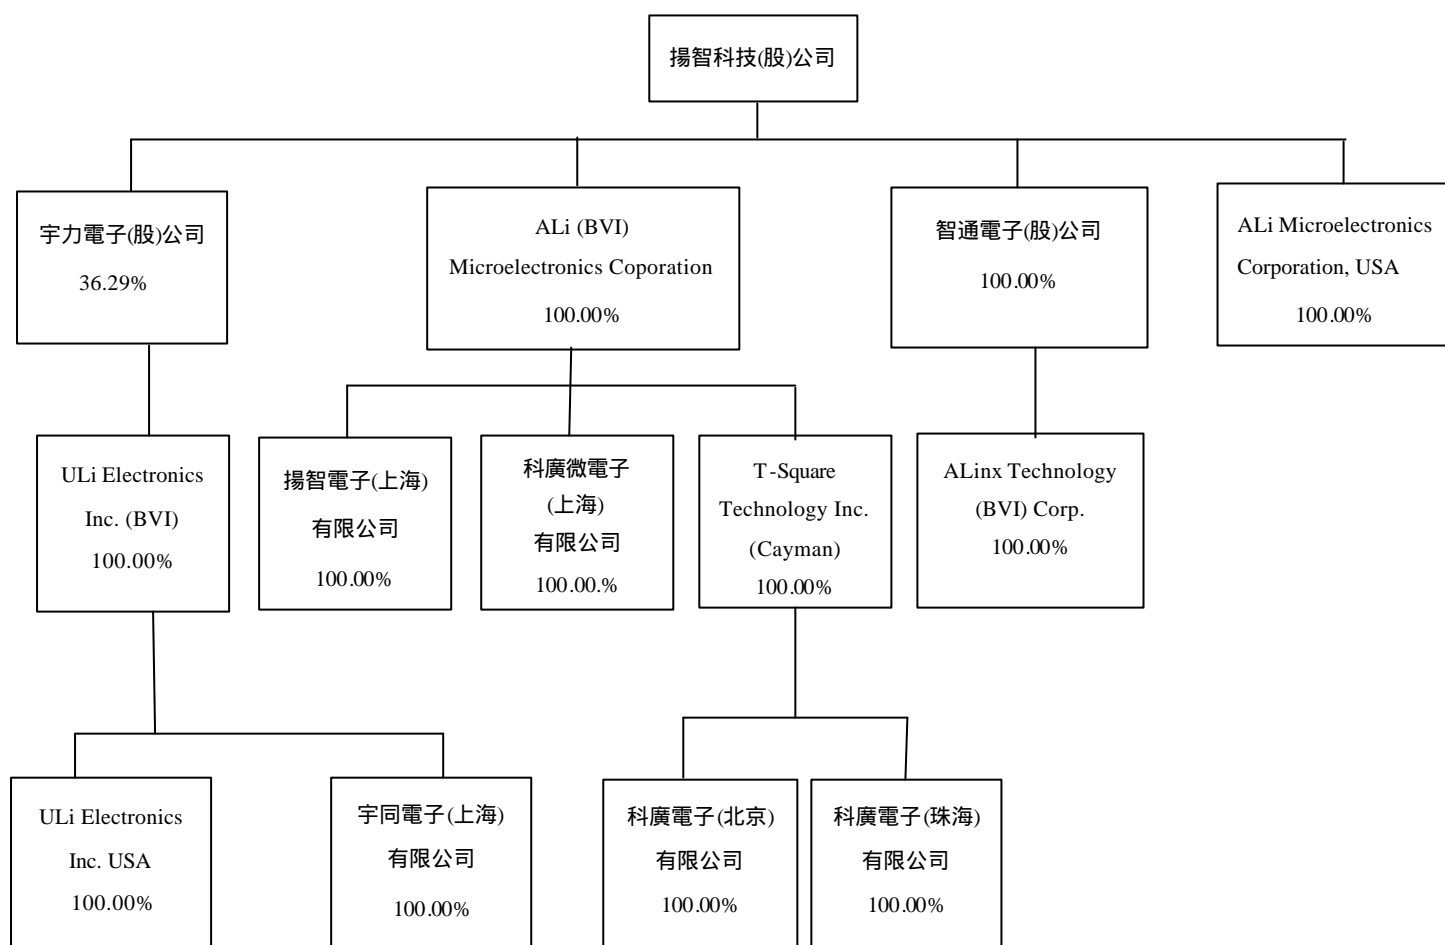 揚智科技(股)公司
宇力電子(股)公司
36.29%
ALi (BVI)
Microelectronics Coporation
100.00%
智通電子(股)公司
100.00%
ALi Microelectronics
Corporation, USA
100.00%
ULi Electronics
Inc. (BVI)
100.00%
揚智電子(上海)
有限公司
100.00%
科廣微電子
(上海)
有限公司
100.00.%
T-Square
Technology Inc.
(Cayman)
100.00%
ALinx Technology
(BVI) Corp.
100.00%
ULi Electronics
Inc. USA
100.00%
宇同電子(上海)
有限公司
100.00%
科廣電子(北京)
有限公司
100.00%
科廣電子(珠海)
有限公司
100.00%